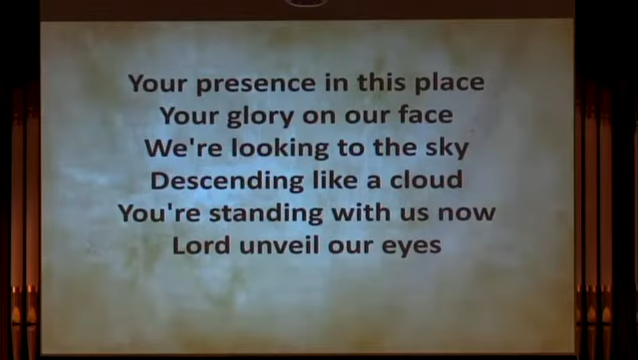 Your presence in this place
Your glory on our face
We're looking to the sky
Descending like a cloud
You're standing with us now
Lord unveil our eyes